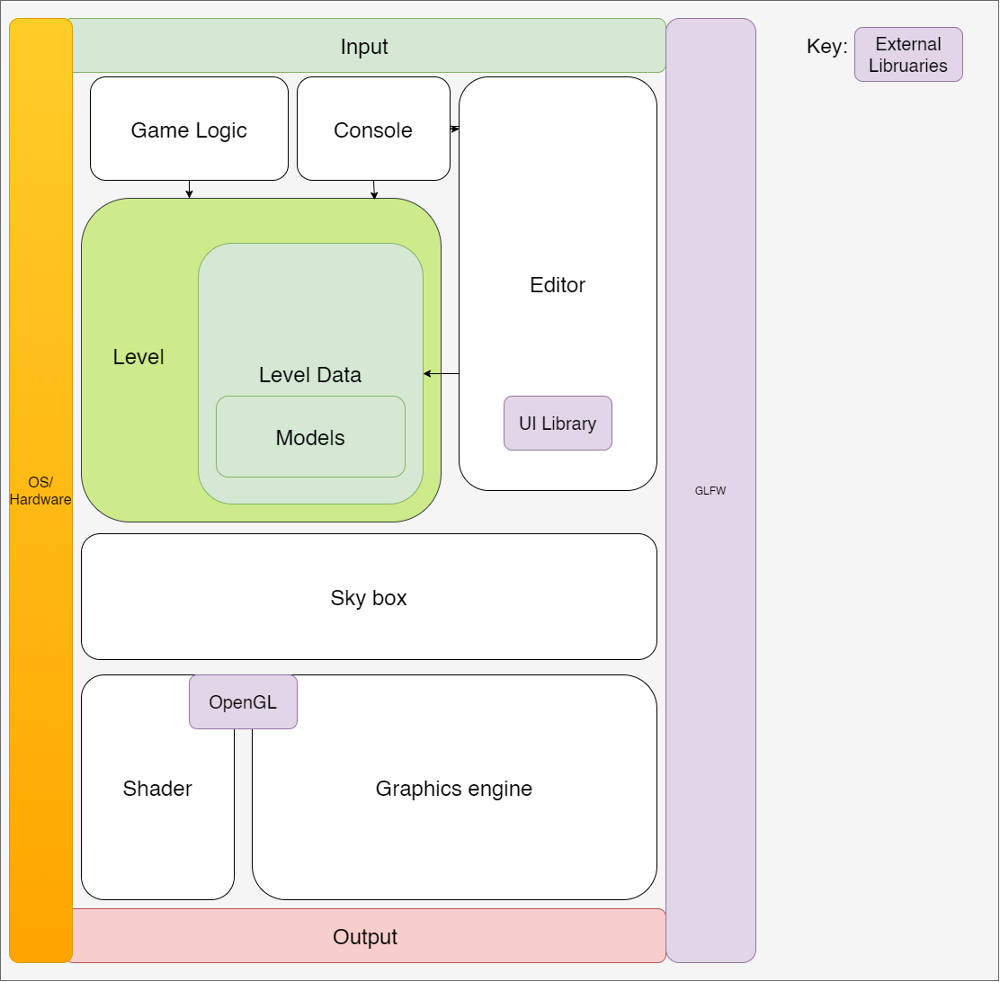 Input
Key:
External
Libruaries
Game Logic
Console
Editor
Level
Level Data
UI Library
Models
OS/
Hardware
GLFW
Sky box
OpenGL
Shader
Graphics engine
Output